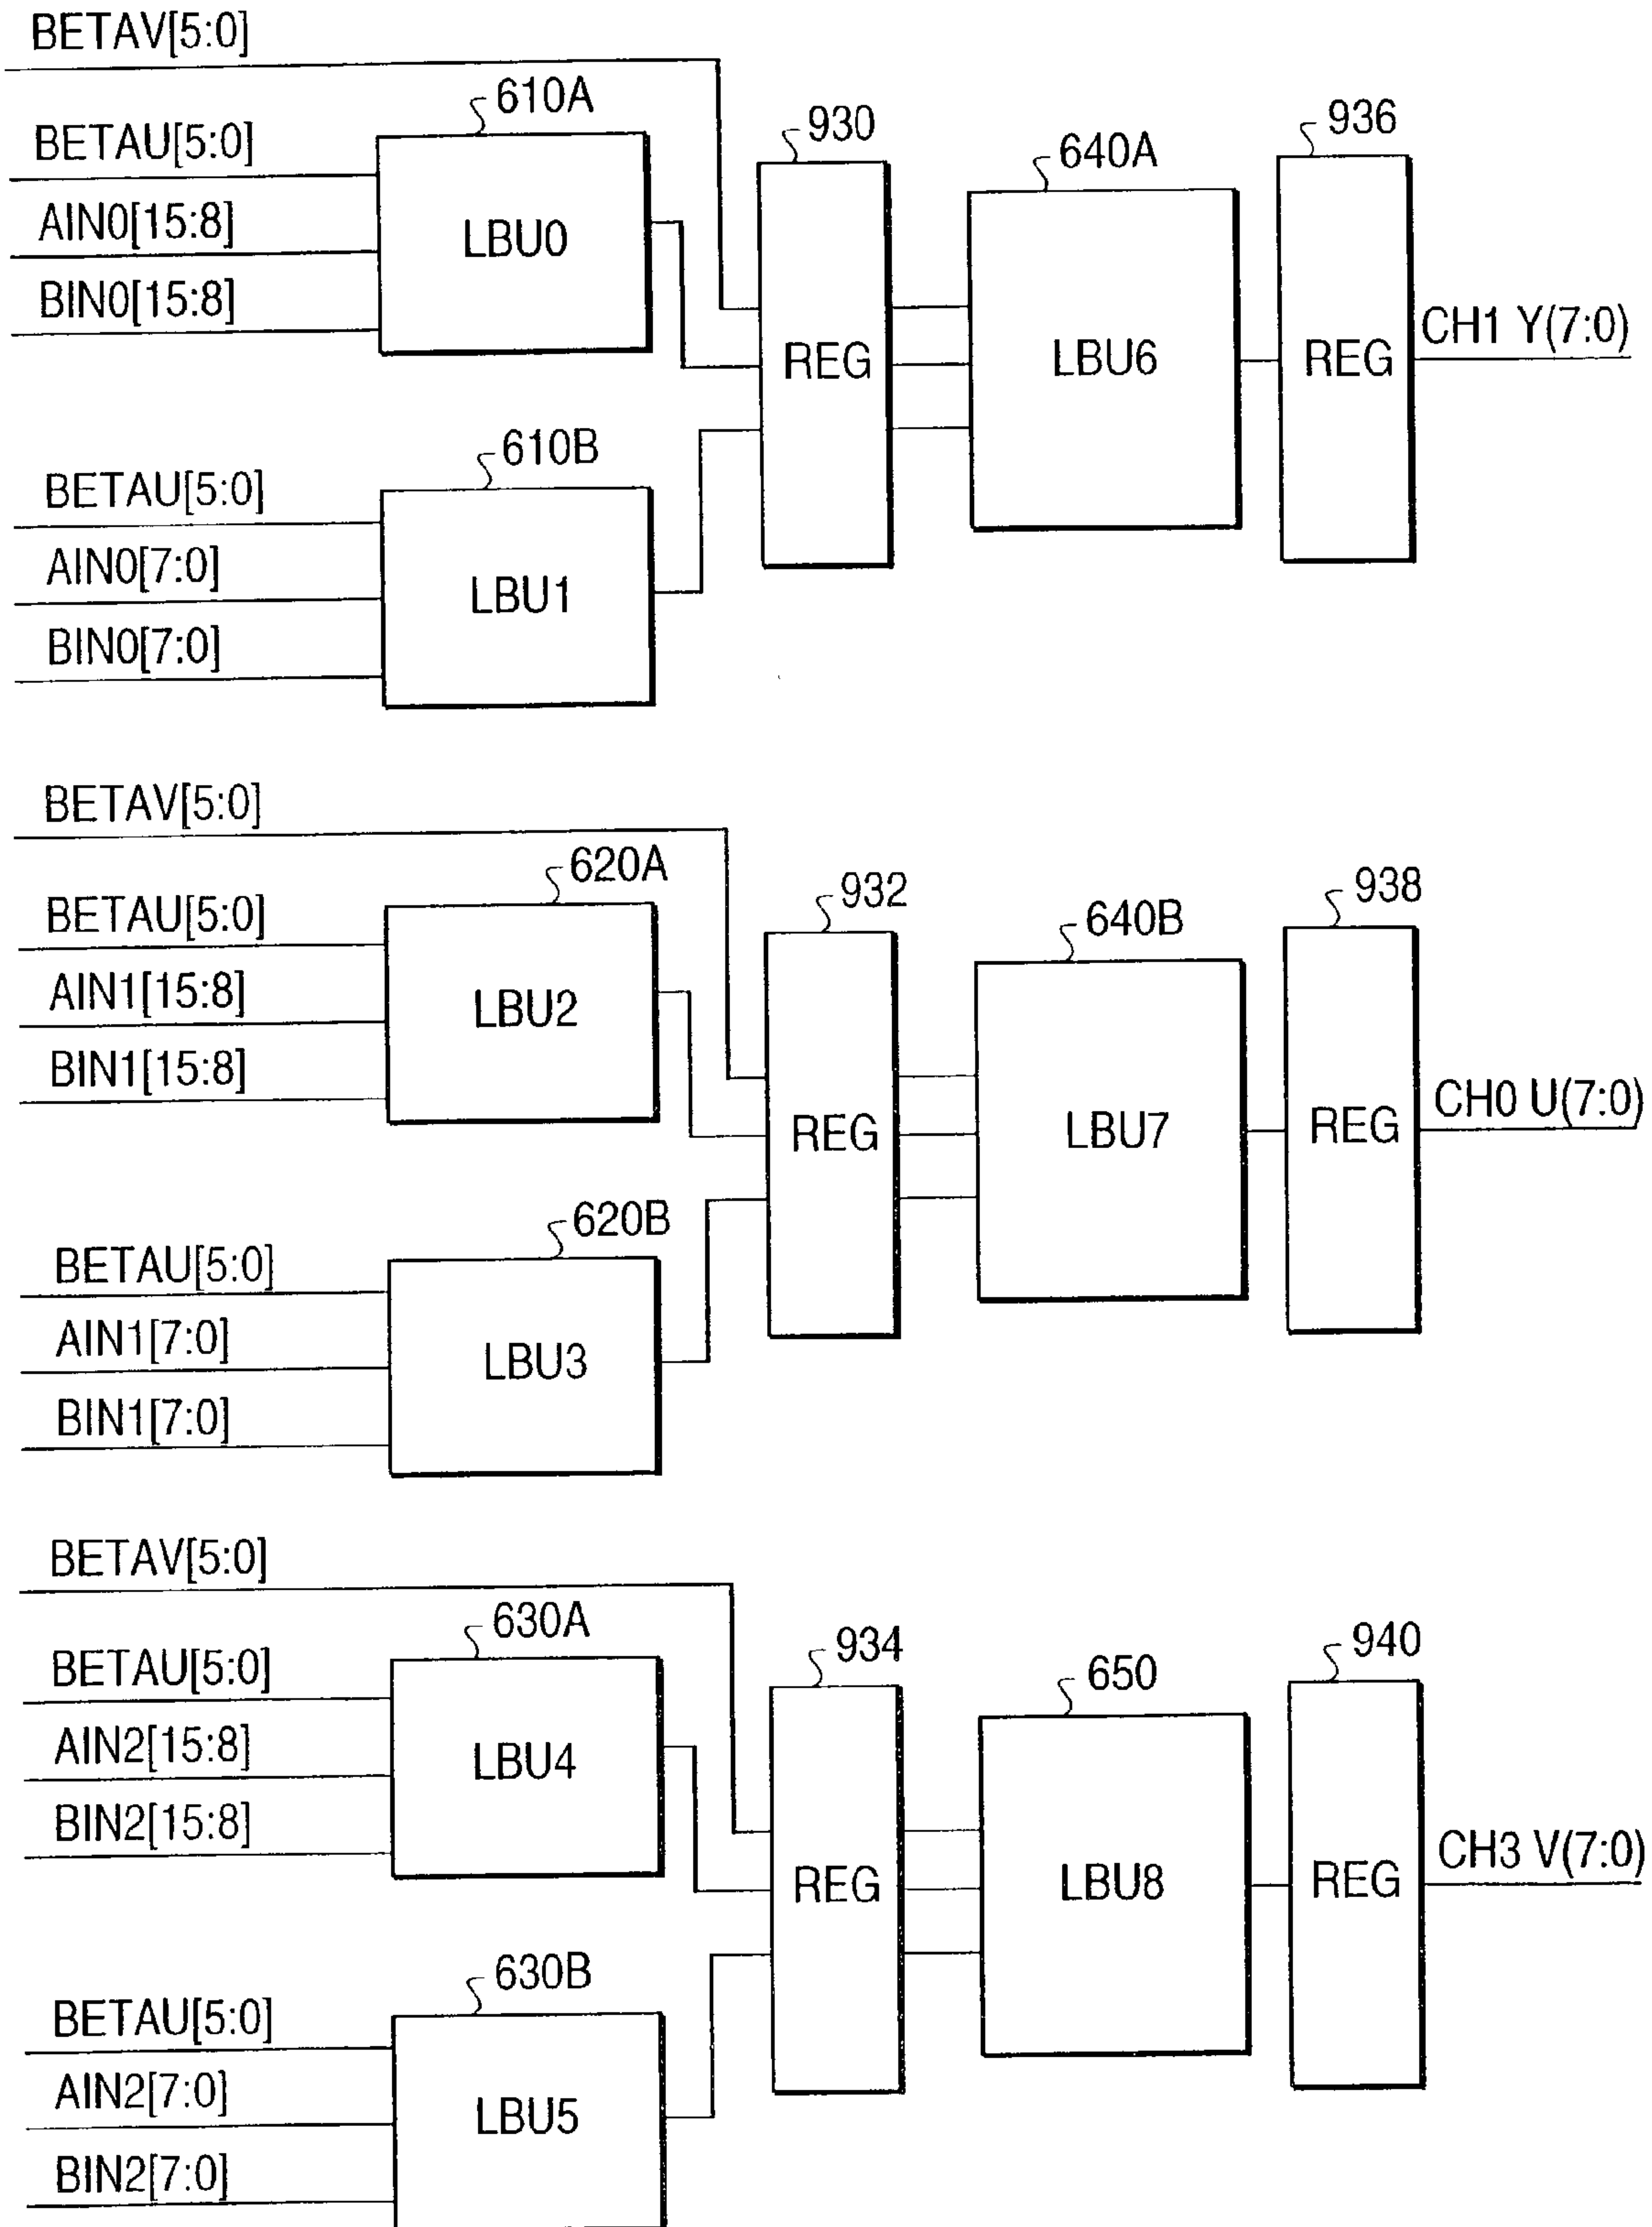 BETAV[5:0]
610A
BETAU[5:0]
AIN0[15:8]
BIN0[15:8]
LBU0
930
REG
640A
LBU6
936
REG
CH1 Y(7:0)
610B
BETAU[5:0]
AIN0[7:0]
BIN0[7:0]
LBU1
BETAV[5:0]
620A
BETAU[5:0]
AIN1[15:8]
BIN1[15:8]
LBU2
932
REG
640B
LBU7
938
REG
CH0 U(7:0)
620B
BETAU[5:0]
AIN1[7:0]
BIN1[7:0]
LBU3
BETAV[5:0]
630A
BETAU[5:0]
AIN2[15:8]
BIN2[15:8]
LBU4
934
REG
650
LBU8
940
REG
CH3 V(7:0)
630B
BETAU[5:0]
AIN2[7:0]
BIN2[7:0]
LBU5